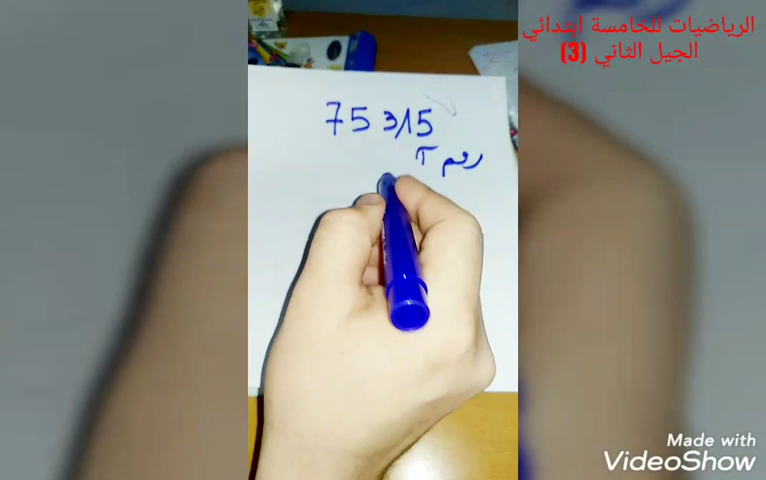 الرياضيات للخامسة ابتدائي
الجيل الثاني (3)
75 315
رقم
Made with
VideoShow